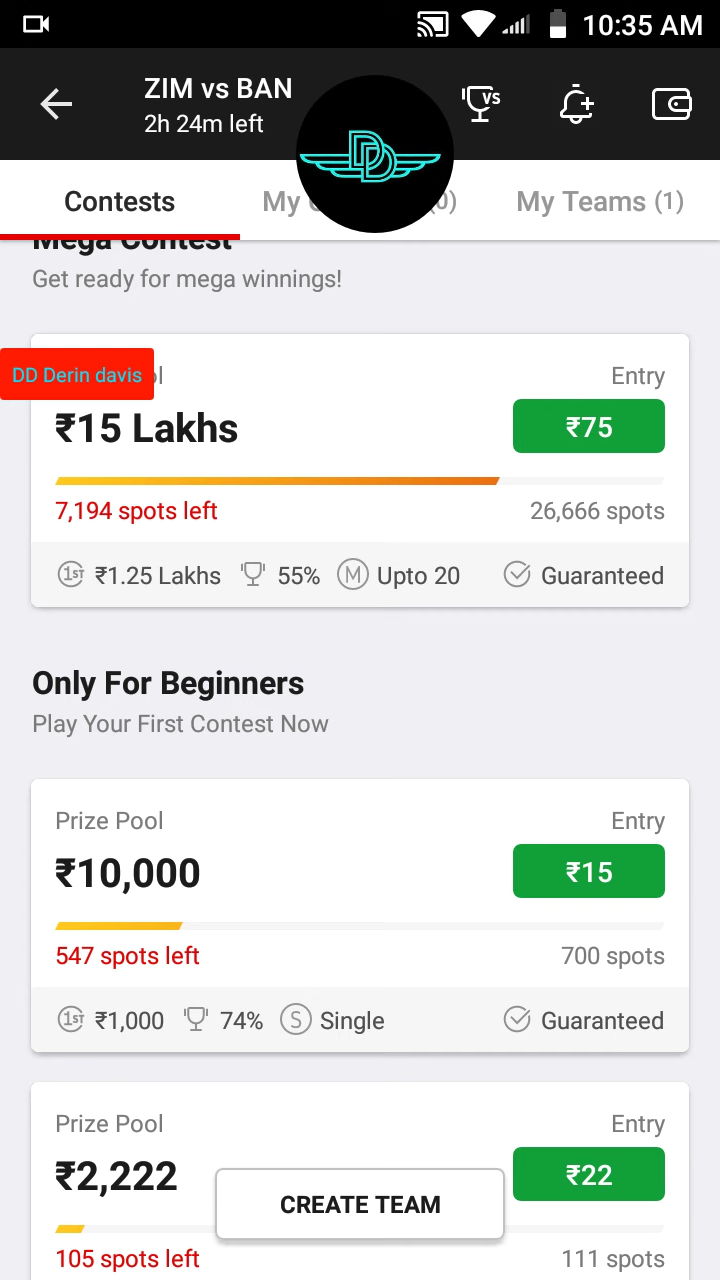 10:35 AM
ZIM vs BAN
2h 24m left
VS
DD
Contests
My
0)
My Teams (1)
Mega Contest
Get ready for mega winnings!
DD Derin davis
Entry
₹15 Lakhs
₹75
7,194 spots left
26,666 spots
1ST ₹1.25 Lakhs 55% M Upto 20 Guaranteed
Only For Beginners
Play Your First Contest Now
Prize Pool
Entry
₹10,000
₹15
547 spots left
700 spots
1ST ₹1,000 74% S Single Guaranteed
Prize Pool
Entry
₹2,222
₹22
CREATE TEAM
105 spots left
111 spots